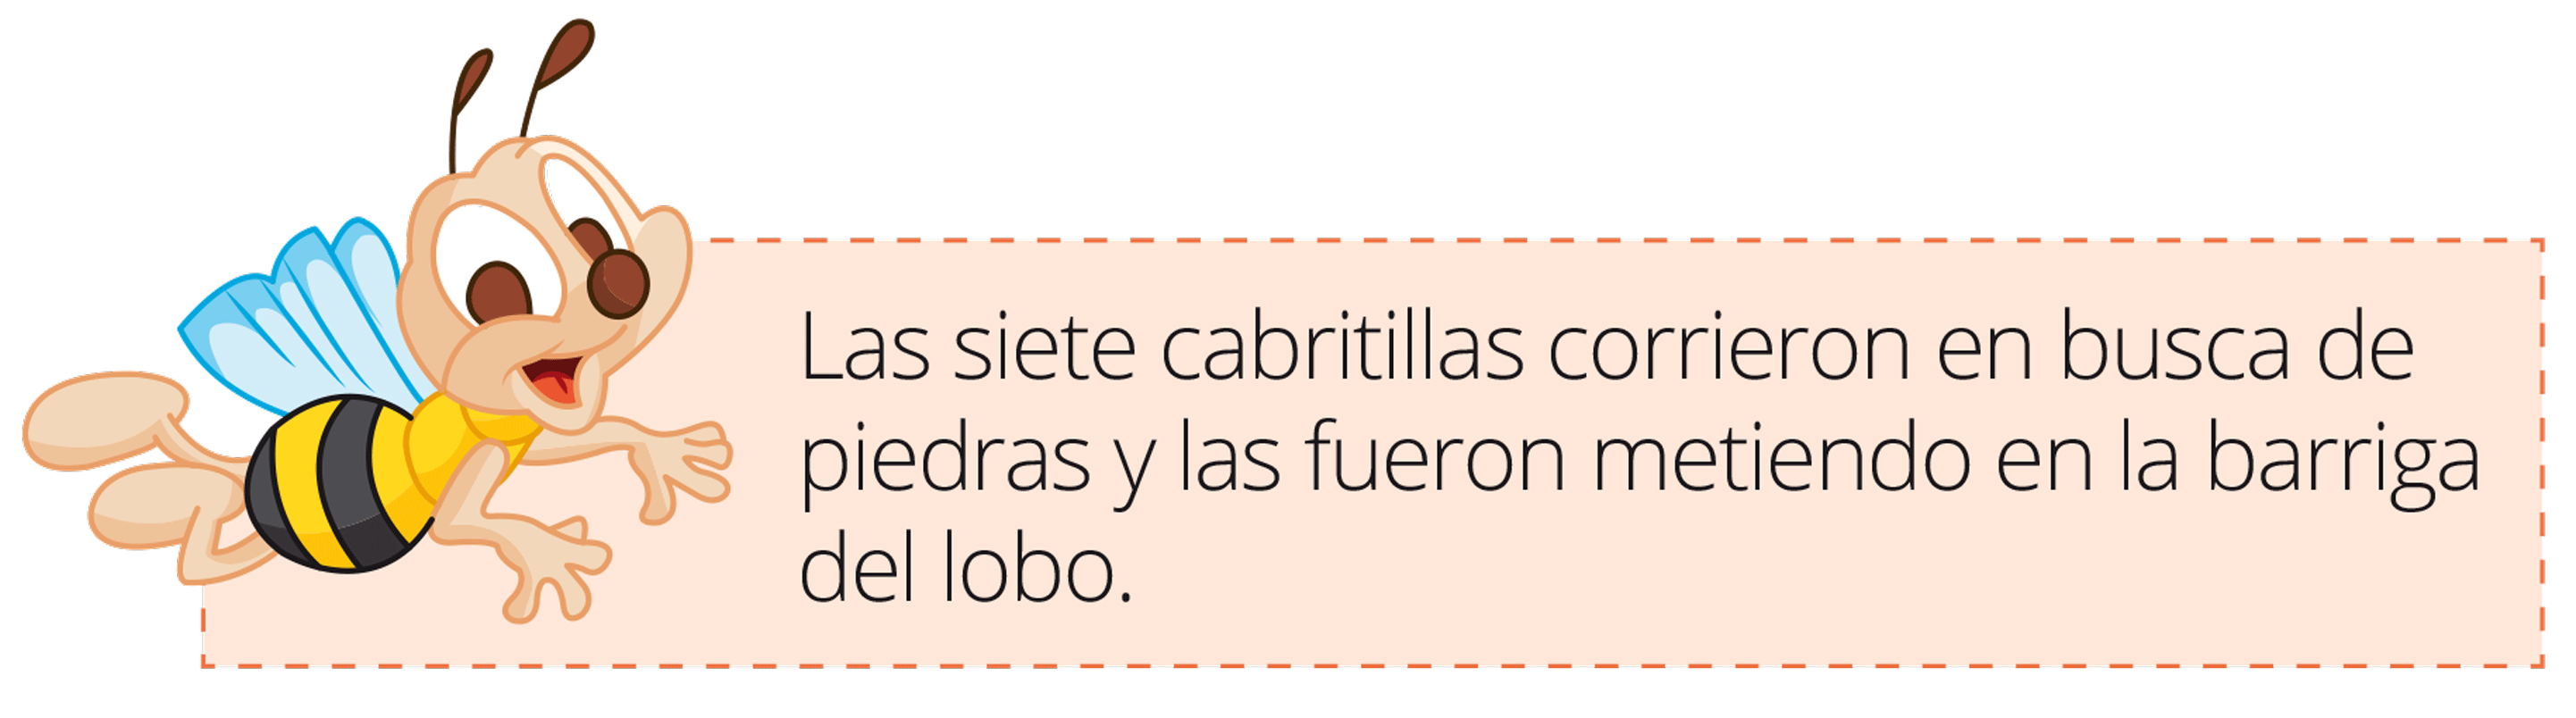 Las siete cabritillas corrieron en busca de
piedras y las fueron metiendo en la barriga
del lobo.